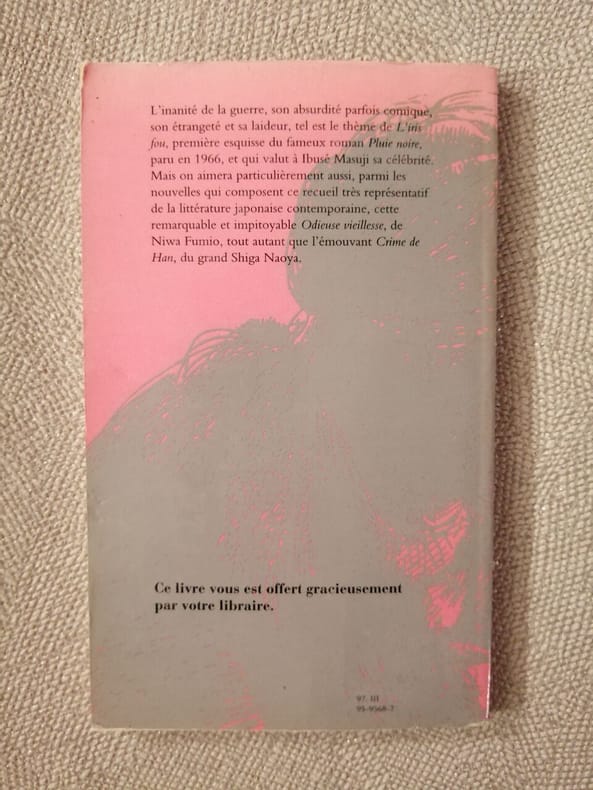 L'inanité de la guerre, son absurdité parfois comique,
son étrangeté et sa laideur, tel est le thème de L'iris
fou, première esquisse du fameux roman Pluie noire,
paru en 1966, et qui valut à Ibusé Masuji sa célébrité.
Mais on aimera particulièrement aussi, parmi les
nouvelles qui composent ce recueil très représentatif
de la littérature japonaise contemporaine, cette
remarquable et impitoyable Odieuse vieillesse, de
Niwa Fumio, tout autant que l'émouvant Crime de
Han, du grand Shiga Naoya.
Ce livre vous est offert gracieusement
par votre libraire.
97. III
95-9568-7